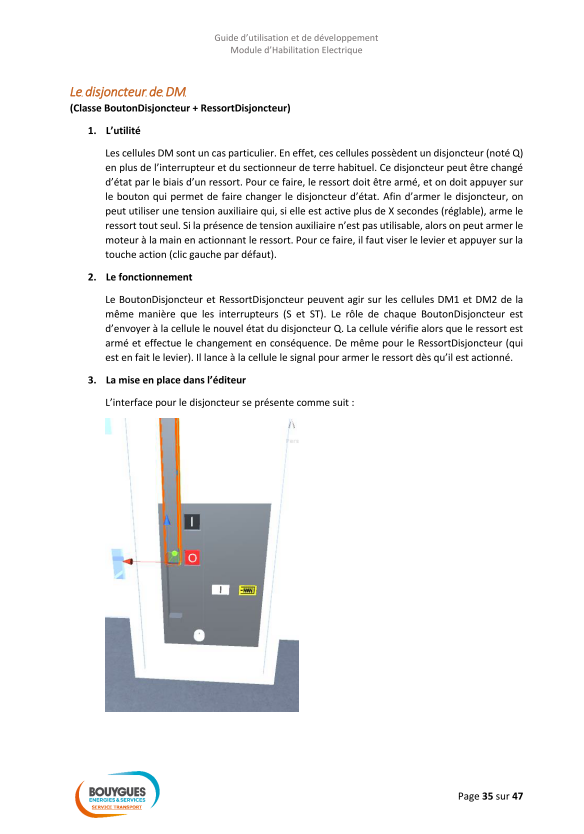 Guide d'utilisation et de développement
Module d'Habilitation Electrique
Le disjoncteur de DM
(Classe BoutonDisjoncteur + RessortDisjoncteur)
1. L'utilité
Les cellules DM sont un cas particulier. En effet, ces cellules possèdent un disjoncteur (noté Q)
en plus de l'interrupteur et du sectionneur de terre habituel. Ce disjoncteur peut être changé
d'état par le biais d'un ressort. Pour ce faire, le ressort doit être armé, et on doit appuyer sur
le bouton qui permet de faire changer le disjoncteur d'état. Afin d'armer le disjoncteur, on
peut utiliser une tension auxiliaire qui, si elle est active plus de X secondes (réglable), arme le
ressort tout seul. Si la présence de tension auxiliaire n'est pas utilisable, alors on peut armer le
moteur à la main en actionnant le ressort. Pour ce faire, il faut viser le levier et appuyer sur la
touche action (clic gauche par défaut).
2. Le fonctionnement
Le BoutonDisjoncteur et RessortDisjoncteur peuvent agir sur les cellules DM1 et DM2 de la
même manière que les interrupteurs (S et ST). Le rôle de chaque BoutonDisjoncteur est
d'envoyer à la cellule le nouvel état du disjoncteur Q. La cellule vérifie alors que le ressort est
armé et effectue le changement en conséquence. De même pour le RessortDisjoncteur (qui
est en fait le levier). Il lance à la cellule le signal pour armer le ressort dès qu'il est actionné.
3. La mise en place dans l'éditeur
L'interface pour le disjoncteur se présente comme suit :
I
O
I
BOUYGUES
ENERGIES&SERVICES
SERVICE TRANSPORT
Page 35 sur 47